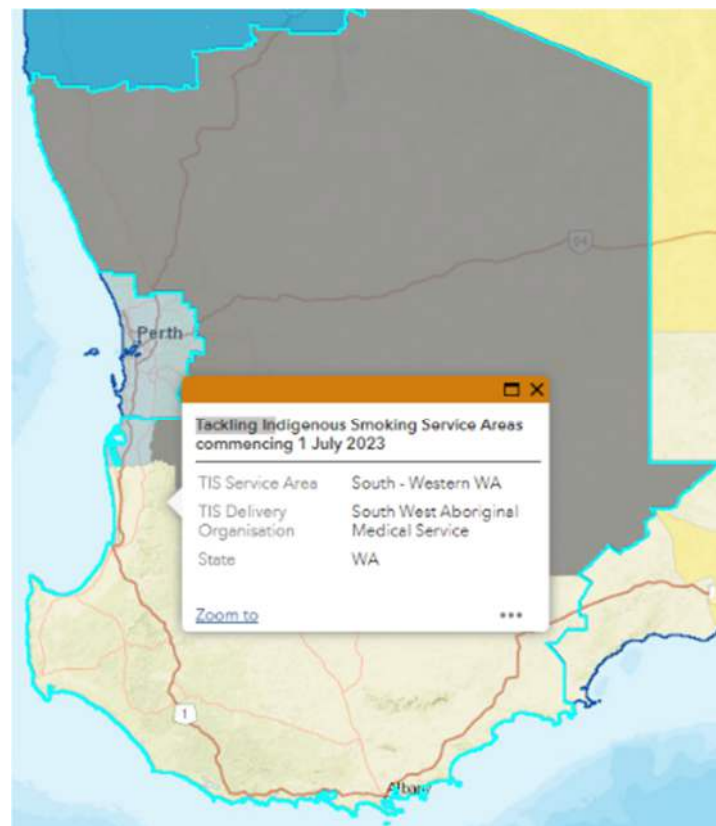 94
Perth
Tackling Indigenous Smoking Service Areas
commencing 1 July 2023
TIS Service Area South - Western WA
TIS Delivery South West Aboriginal
Organisation Medical Service
State WA
Zoom to
1